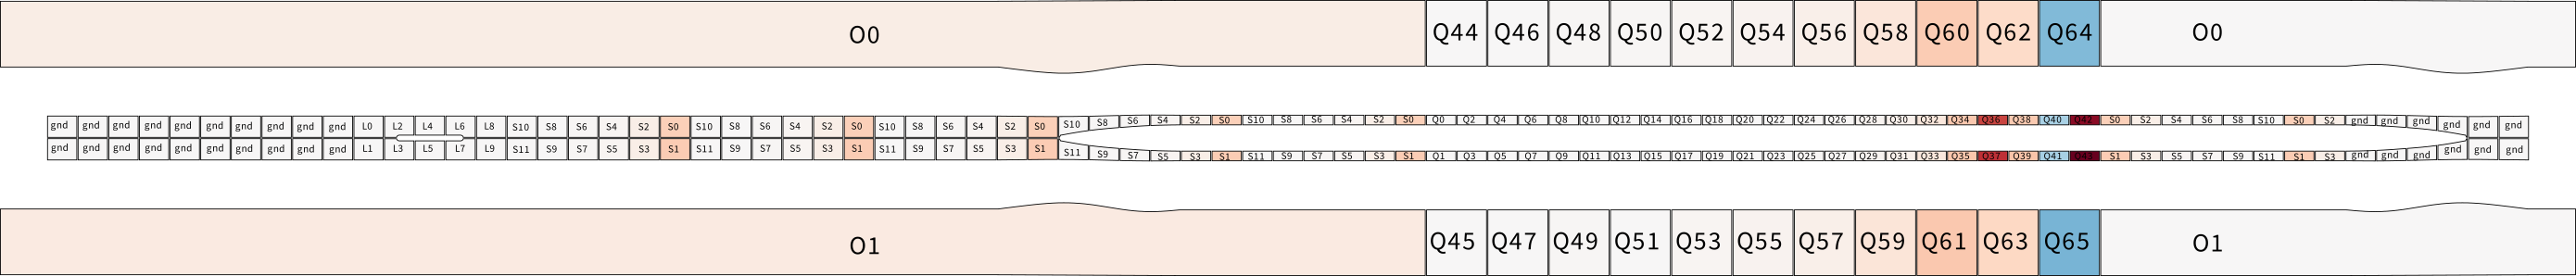 O0 Q44 Q46 Q48 Q50 Q52 Q54 Q56 Q58 Q60 Q62 Q64 O0
gnd gnd gnd gnd gnd gnd gnd gnd gnd gnd L0 L2 L4 L6 L8 S10 S8 S6 S4 S2 S0 S10 S8 S6 S4 S2 S0 S10 S8 S6 S4 S2 S0 S10 S8 S6 S4 S2 S0 S10 S8 S6 S4 S2 S0 Q0 Q2 Q4 Q6 Q8 Q10 Q12 Q14 Q16 Q18 Q20 Q22 Q24 Q26 Q28 Q30 Q32 Q34 Q36 Q38 Q40 Q42 S0 S2 S4 S6 S8 S10 S0 S2 gnd gnd gnd gnd gnd gnd
gnd gnd gnd gnd gnd gnd gnd gnd gnd gnd L1 L3 L5 L7 L9 S11 S9 S7 S5 S3 S1 S11 S9 S7 S5 S3 S1 S11 S9 S7 S5 S3 S1 S11 S9 S7 S5 S3 S1 S11 S9 S7 S5 S3 S1 Q1 Q3 Q5 Q7 Q9 Q11 Q13 Q15 Q17 Q19 Q21 Q23 Q25 Q27 Q29 Q31 Q33 Q35 Q37 Q39 Q41 Q43 S1 S3 S5 S7 S9 S11 S1 S3 gnd gnd gnd gnd gnd gnd
O1 Q45 Q47 Q49 Q51 Q53 Q55 Q57 Q59 Q61 Q63 Q65 O1